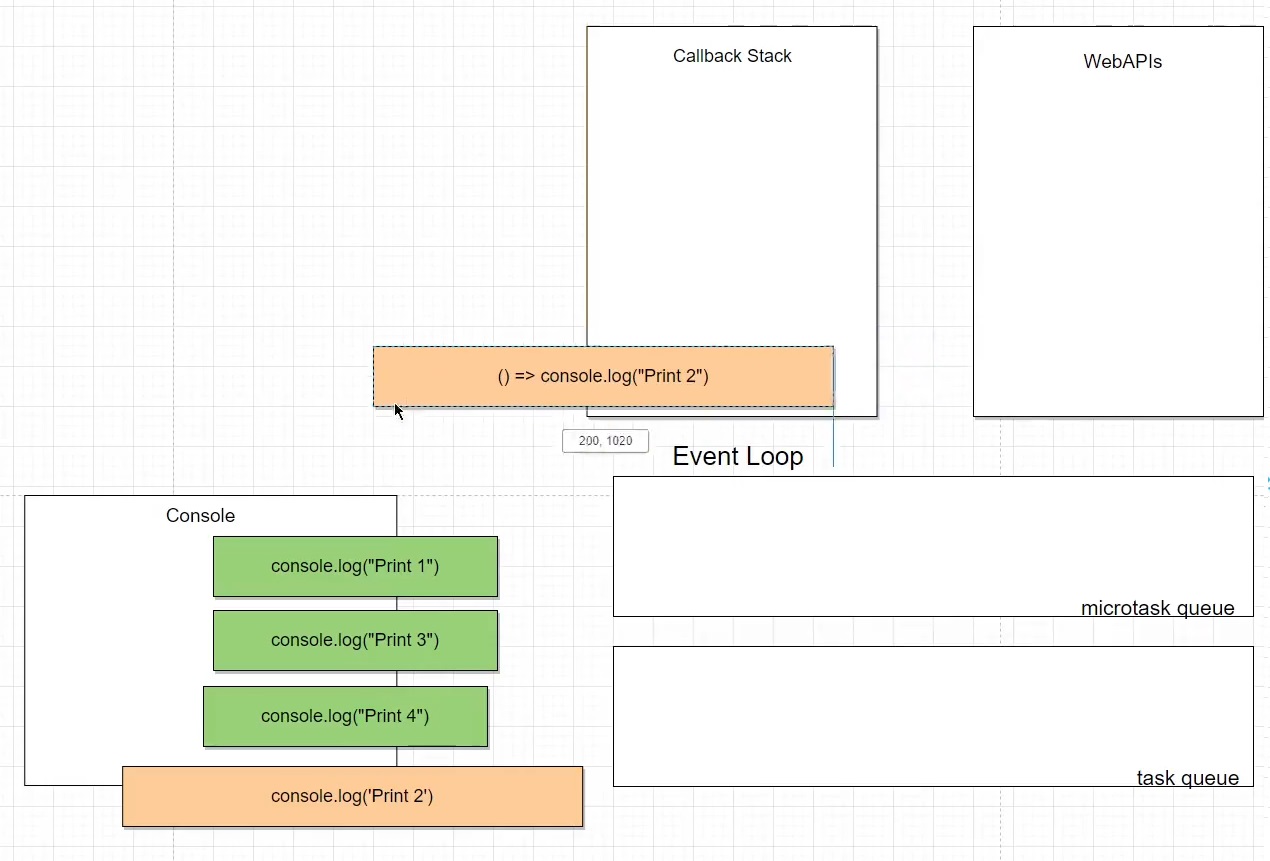 Callback Stack
WebAPIs
() => console.log("Print 2")
200, 1020
Event Loop
Console
console.log("Print 1")
microtask queue
console.log("Print 3")
console.log("Print 4")
task queue
console.log('Print 2')